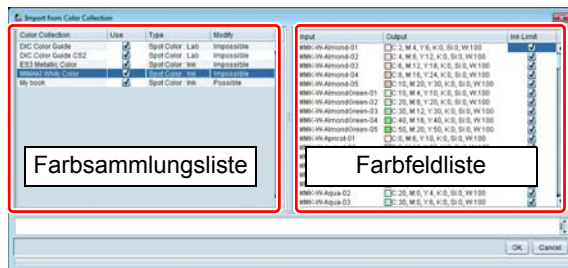 Import from Color Collection
Color Collection Use Type Modify
DIC Color Guide Spot Color : Lab Impossible
DIC Color Guide CS2 Spot Color : Lab Impossible
ES3 Metallic Color Spot Color : Ink Impossible
MIMAKI Whity Color Spot Color : Ink Impossible
My book Spot Color : Ink Possible
Farbsammlungsliste
Input Output Ink Limit
MMK-W-Almond-01 C:2, M:4, Y:6, K:0, Si:0, W:100
MMK-W-Almond-02 C:4, M:8, Y:12, K:0, Si:0, W:100
MMK-W-Almond-03 C:6, M:12, Y:18, K:0, Si:0, W:100
MMK-W-Almond-04 C:8, M:16, Y:24, K:0, Si:0, W:100
MMK-W-Almond-05 C:10, M:20, Y:30, K:0, Si:0, W:100
MMK-W-AlmondGreen-01 C:10, M:4, Y:10, K:0, Si:0, W:100
MMK-W-AlmondGreen-02 C:20, M:8, Y:20, K:0, Si:0, W:100
MMK-W-AlmondGreen-03 C:30, M:12, Y:30, K:0, Si:0, W:100
MMK-W-AlmondGreen-04 C:40, M:16, Y:40, K:0, Si:0, W:100
MMK-W-AlmondGreen-05 C:50, M:20, Y:50, K:0, Si:0, W:100
MMK-W-Apricot-01 C:0, M:6, Y:10, K:0, Si:0, W:100
Farbfeldliste
MMK-W-Aqua-02 C:20, M:0, Y:4, K:0, Si:0, W:100
MMK-W-Aqua-03 C:30, M:0, Y:6, K:0, Si:0, W:100
OK Cancel